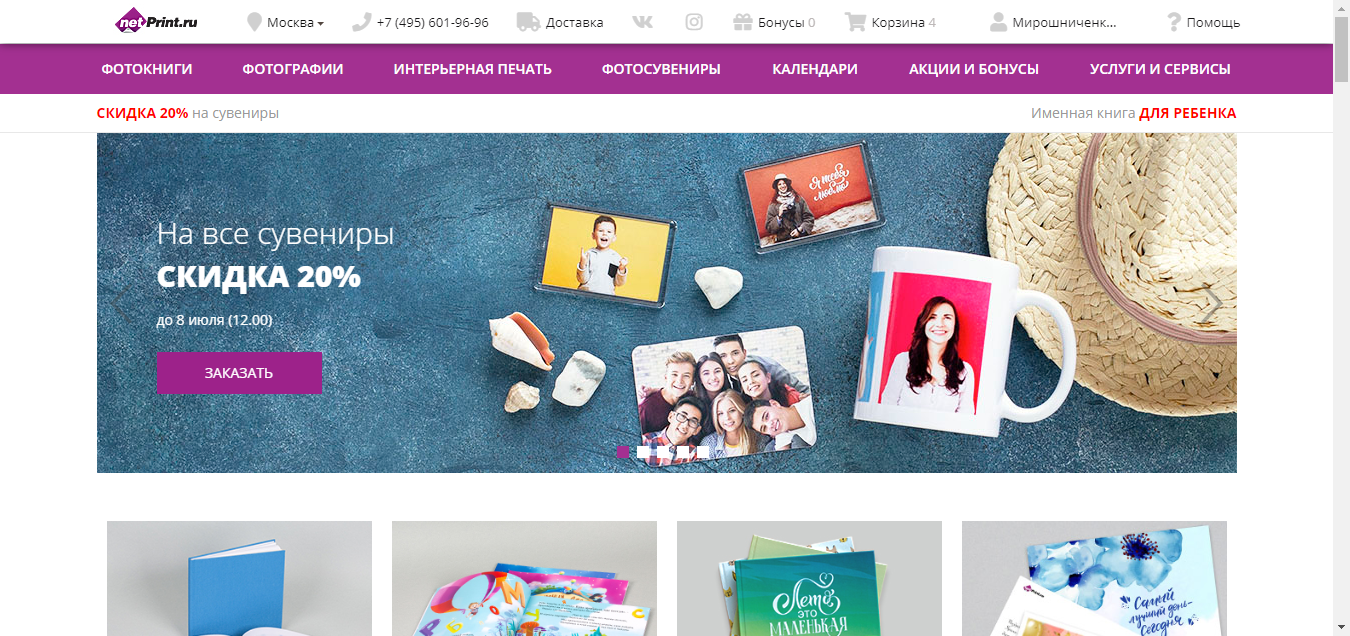 netPrint.ru
Москва
+7 (495) 601-96-96
Доставка
Бонусы 0
Корзина 4
Мирошниченк...
Помощь
ФОТОКНИГИ
ФОТОГРАФИИ
ИНТЕРЬЕРНАЯ ПЕЧАТЬ
ФОТОСУВЕНИРЫ
КАЛЕНДАРИ
АКЦИИ И БОНУСЫ
УСЛУГИ И СЕРВИСЫ
СКИДКА 20% на сувениры
Именная книга ДЛЯ РЕБЕНКА
Я тебя
люблю
На все сувениры
СКИДКА 20%
до 8 июля (12.00)
ЗАКАЗАТЬ
Лето
ЭТО
МАЛЕНЬКАЯ
netPrint.ru
Самый
лучший день-
Сегодня